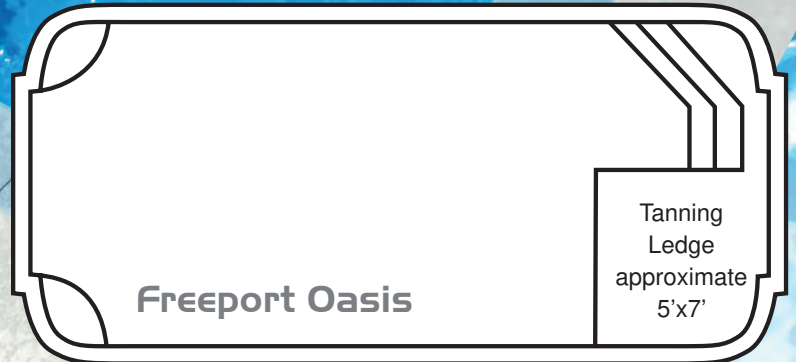 Tanning
Ledge
approximate
5’x7’
Freeport Oasis